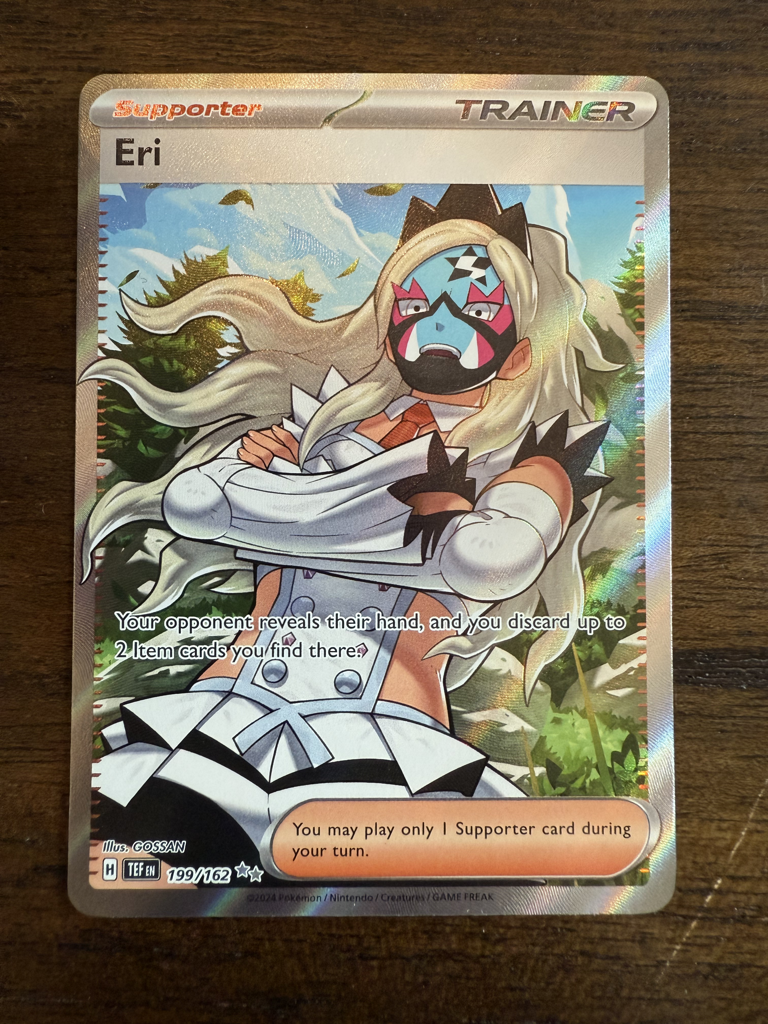 Supporter TRAINER
Eri
Your opponent reveals their hand, and you discard up to
2 Item cards you find there.
You may play only 1 Supporter card during
your turn.
Illus. GOSSAN
H TEF EN 199/162
©2024 Pokémon / Nintendo / Creatures / GAME FREAK